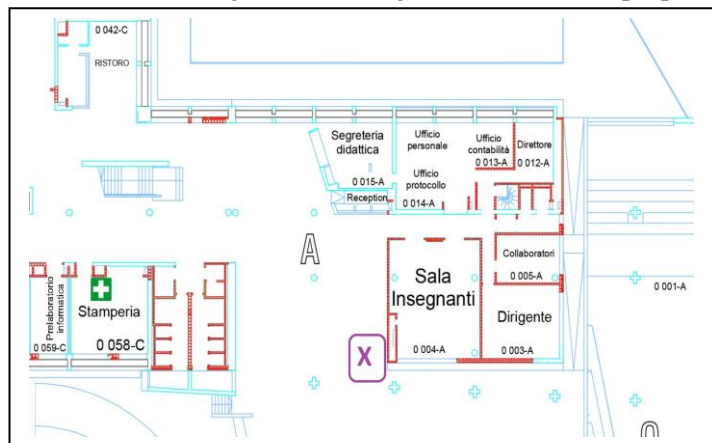 0 042-C
RISTORO
Segreteria
didattica
0 015-A
Reception
Ufficio
personale
Ufficio
protocollo
0 014-A
Ufficio
contabilità
0 013-A
Direttore
0 012-A
A
Sala
Insegnanti
0 004-A
Collaboratori
0 005-A
Dirigente
0 003-A
0 001-A
Prelaboratorio
informatica
0 059-C
Stamperia
0 058-C
X